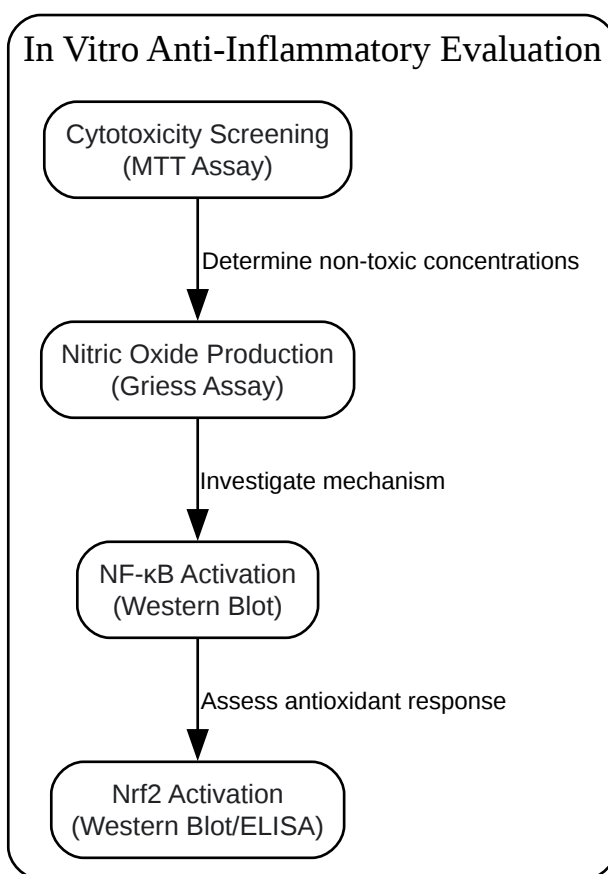 In Vitro Anti-Inflammatory Evaluation
Cytotoxicity Screening
(MTT Assay)
Determine non-toxic concentrations
Nitric Oxide Production
(Griess Assay)
Investigate mechanism
NF-κB Activation
(Western Blot)
Assess antioxidant response
Nrf2 Activation
(Western Blot/ELISA)